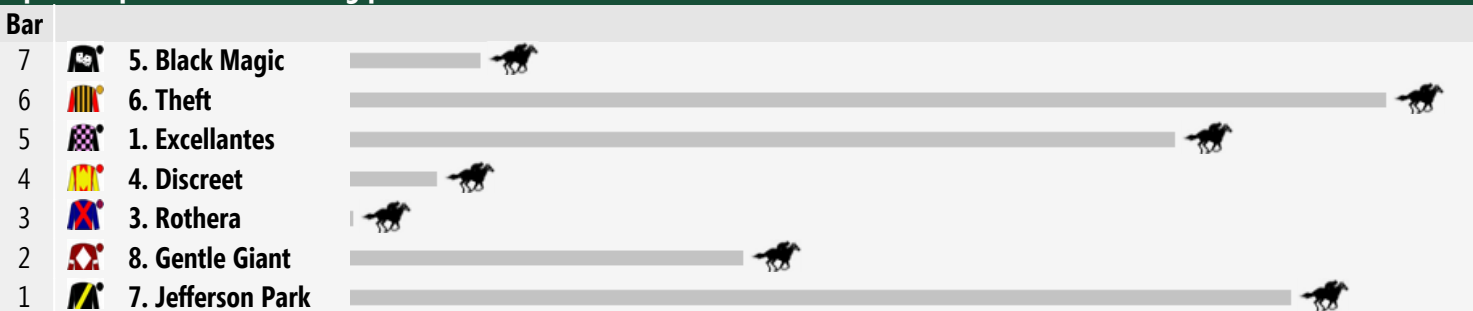 Bar
7 5. Black Magic
6 6. Theft
5 1. Excellantes
4 4. Discreet
3 3. Rothera
2 8. Gentle Giant
1 7. Jefferson Park